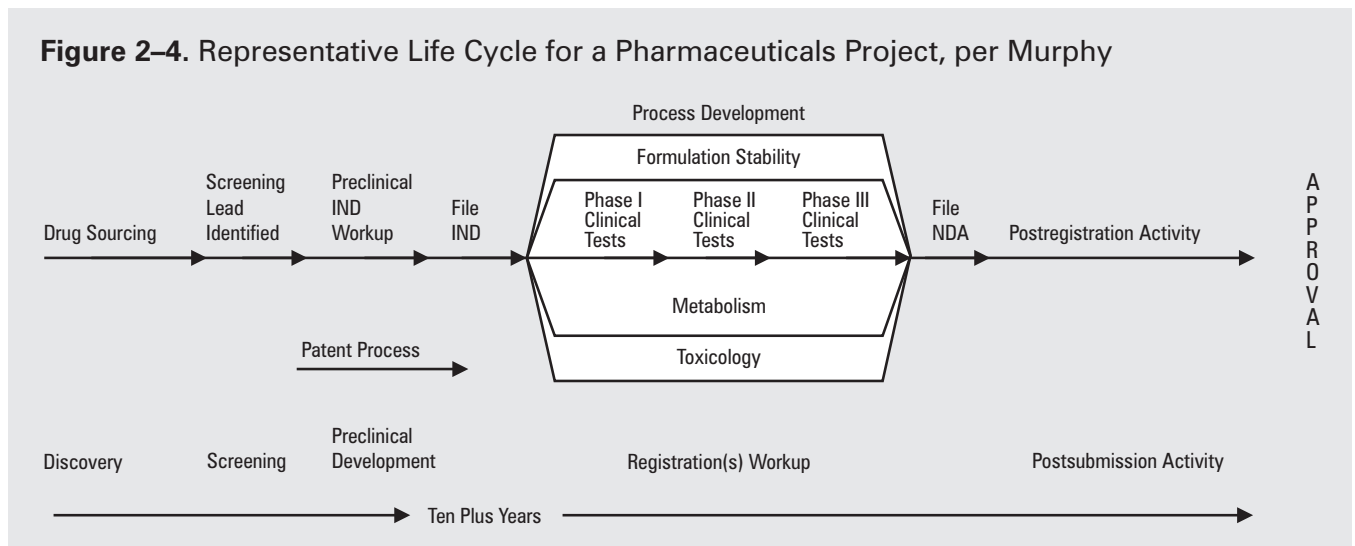 Figure 2–4. Representative Life Cycle for a Pharmaceuticals Project, per Murphy
Process Development
Formulation Stability
Drug Sourcing
Screening
Lead
Identified
Preclinical
IND
Workup
File
IND
Phase I
Clinical
Tests
Phase II
Clinical
Tests
Phase III
Clinical
Tests
File
NDA
Postregistration Activity
A
P
P
R
O
V
A
L
Metabolism
Toxicology
Patent Process
Discovery
Screening
Preclinical
Development
Registration(s) Workup
Postsubmission Activity
Ten Plus Years